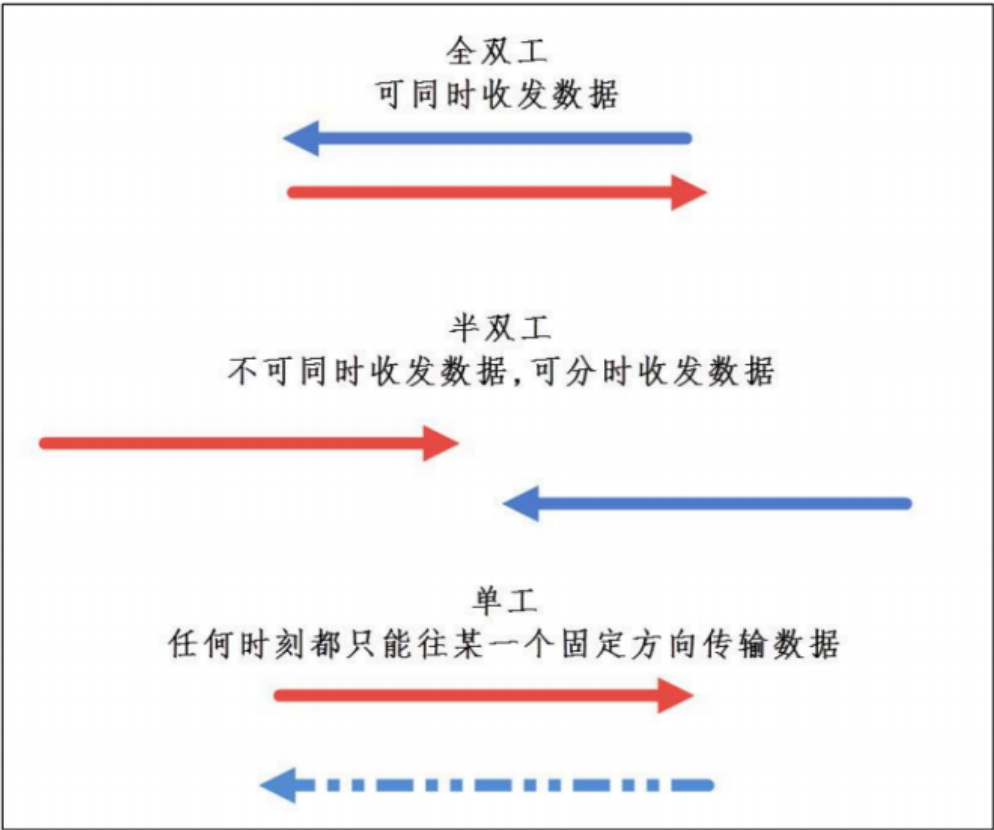 全双工
可同时收发数据
半双工
不可同时收发数据,可分时收发数据
单工
任何时刻都只能往某一个固定方向传输数据